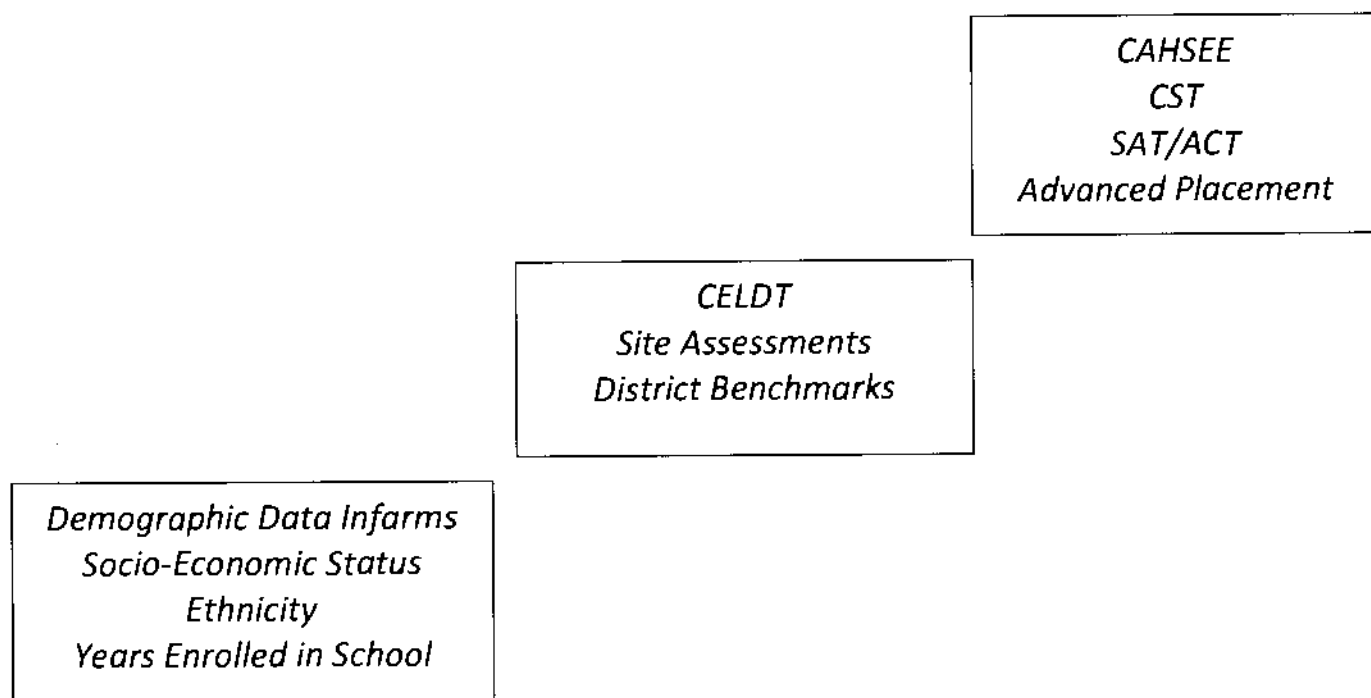 CAHSEE
CST
SAT/ACT
Advanced Placement
CELDT
Site Assessments
District Benchmarks
Demographic Data Infarms
Socio-Economic Status
Ethnicity
Years Enrolled in School